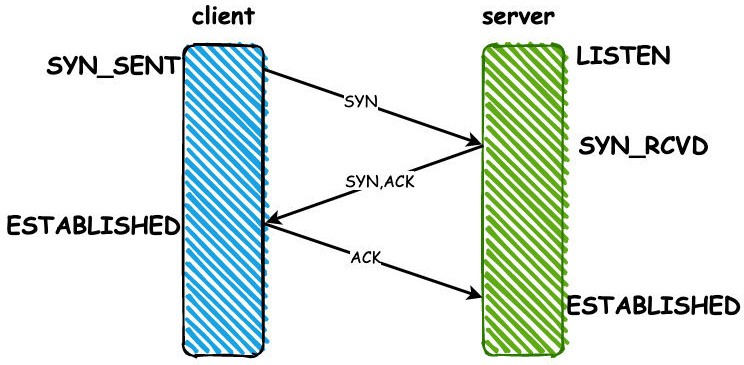 client
server
SYN_SENT
LISTEN
SYN
SYN_RCVD
SYN,ACK
ESTABLISHED
ACK
ESTABLISHED